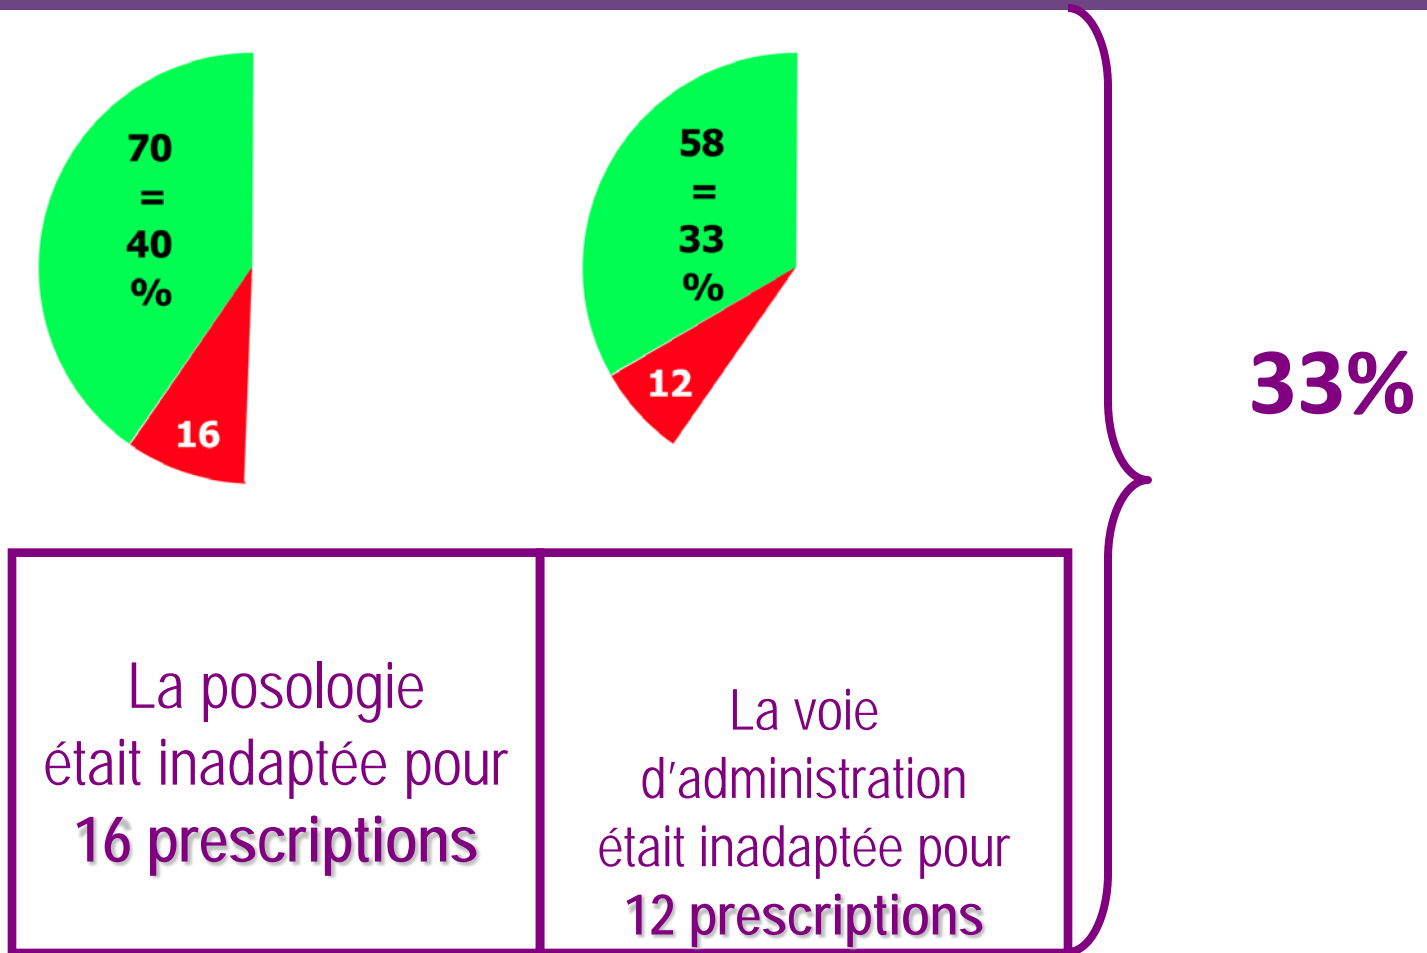 70
=
40
%
16
58
=
33
%
12
33%
La posologie
était inadaptée pour
16 prescriptions
La voie
d’administration
était inadaptée pour
12 prescriptions